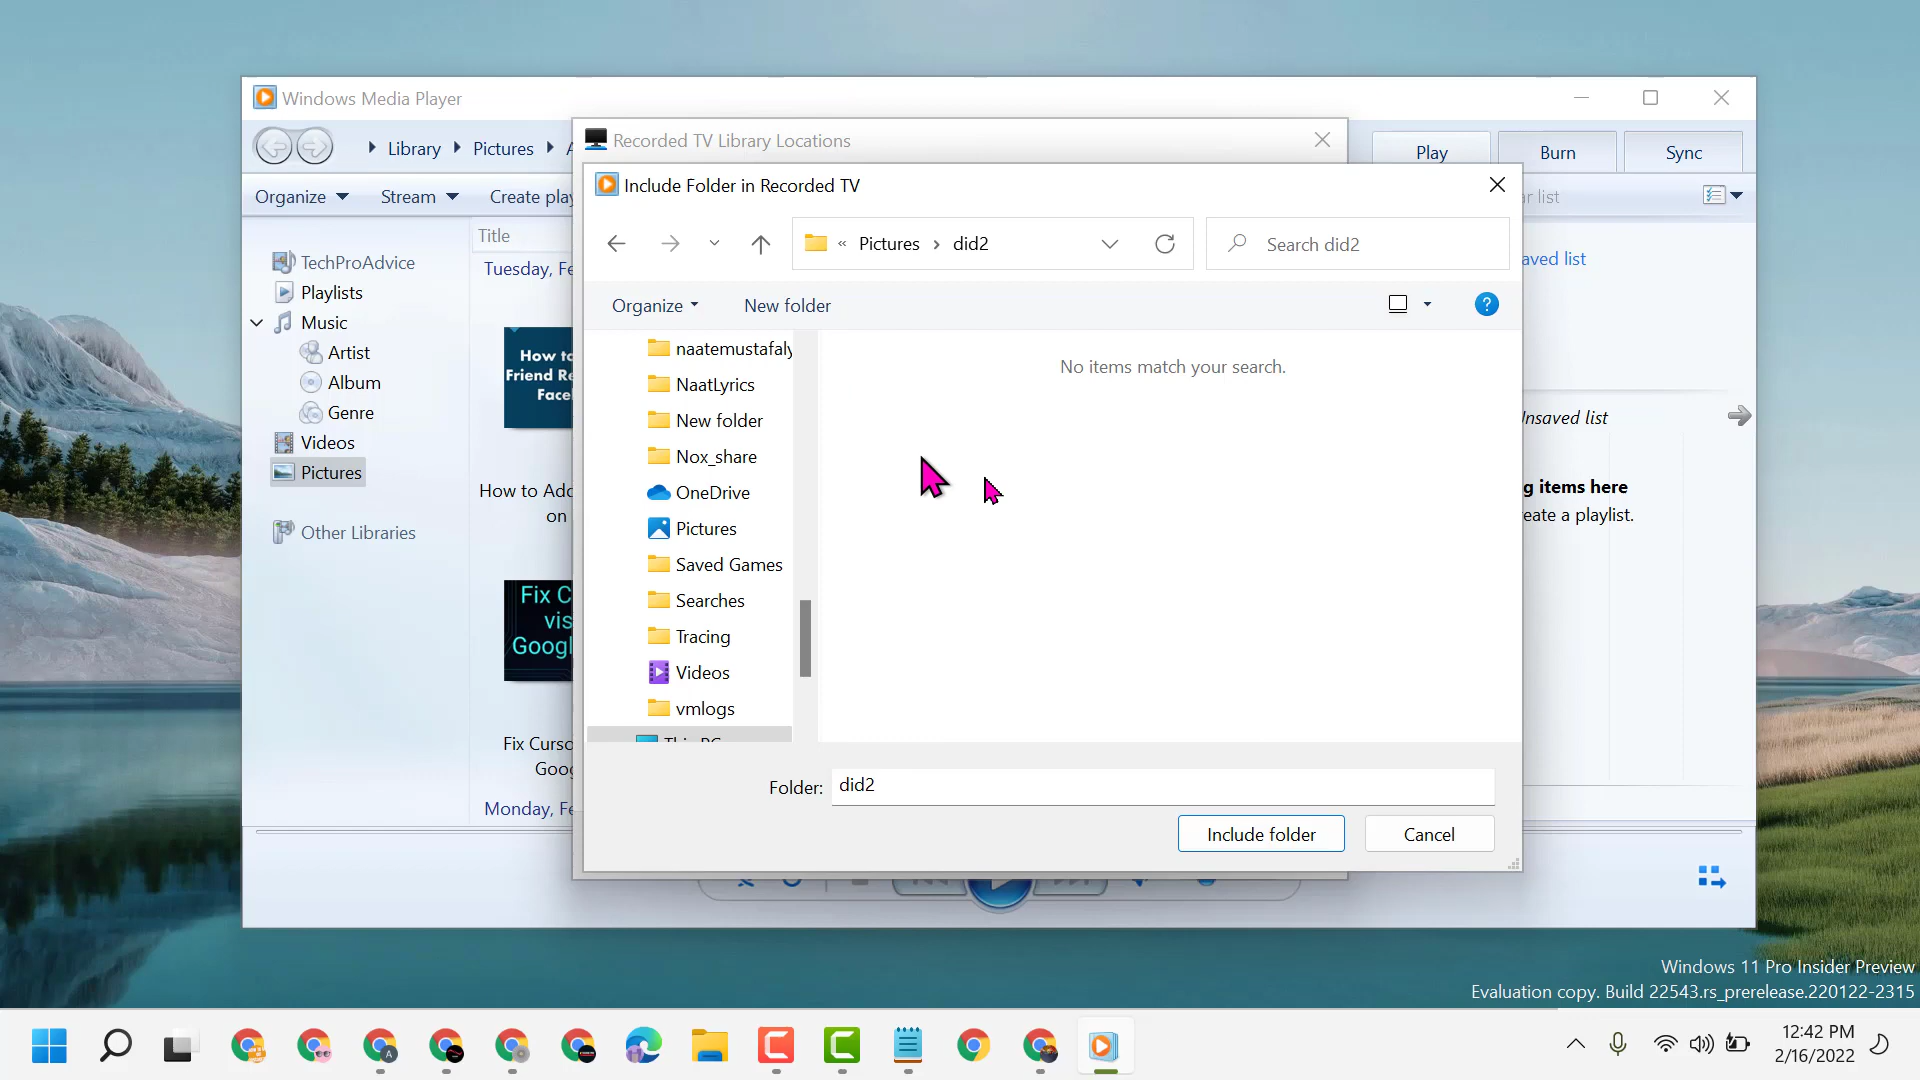 Windows Media Player
Recorded TV Library Locations
Library
Pictures
Play
Burn
Sync
Include Folder in Recorded TV
Organize
Stream
Create play
Pictures
did2
Search did2
Organize
New folder
Title
Tuesday, Fe
aved list
TechProAdvice
Playlists
Music
Artist
Album
Genre
Videos
Pictures
Other Libraries
How to
Friend Re
Face
How to Add
on
Fix C
vis
Googl
Fix Curso
Goog
Monday, Fe
naatemustafaly
NaatLyrics
New folder
Nox_share
OneDrive
Pictures
Saved Games
Searches
Tracing
Videos
vmlogs
This PC
No items match your search.
Unsaved list
g items here
eate a playlist.
Folder:
did2
Include folder
Cancel
Windows 11 Pro Insider Preview
Evaluation copy. Build 22543.rs_prerelease.220122-2315
12:42 PM
2/16/2022